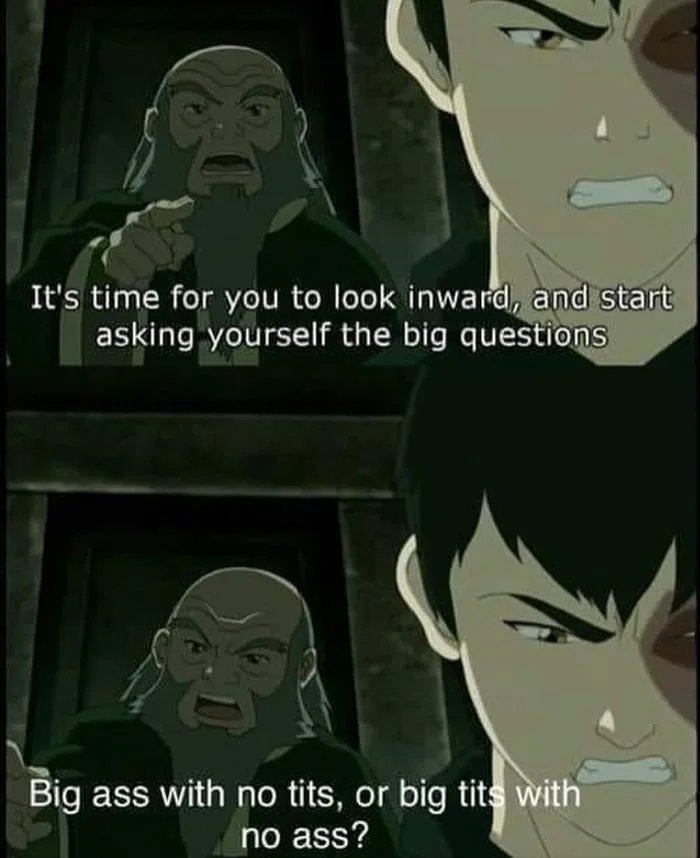 It's time for you to look inward, and start
asking yourself the big questions
Big ass with no tits, or big tits with
no ass?